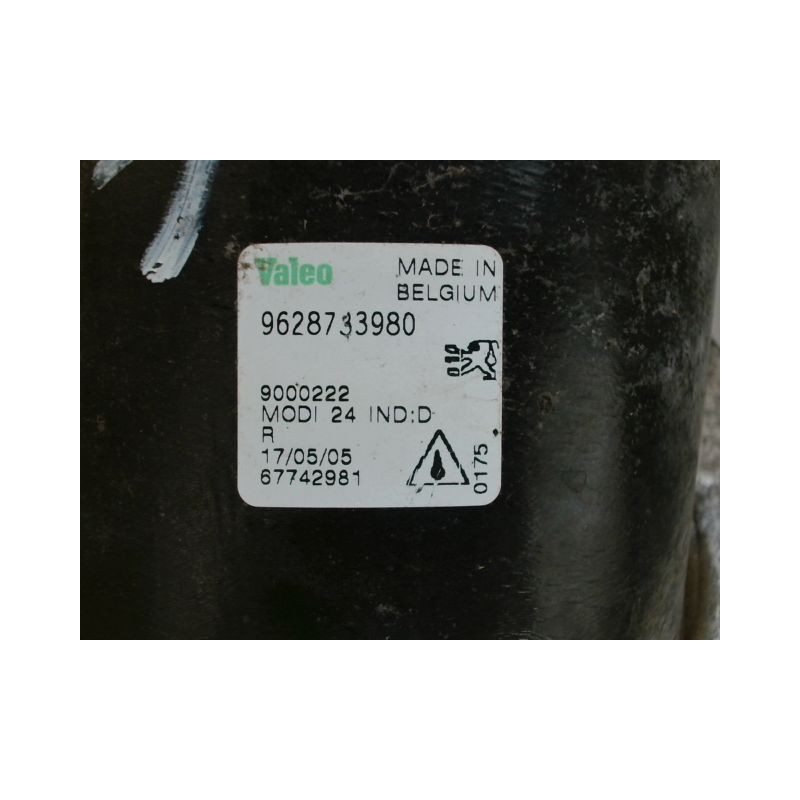 Valeo
MADE IN
BELGIUM
9628733980
9000222
MODI 24 IND:D
R
17/05/05
67742981
0175